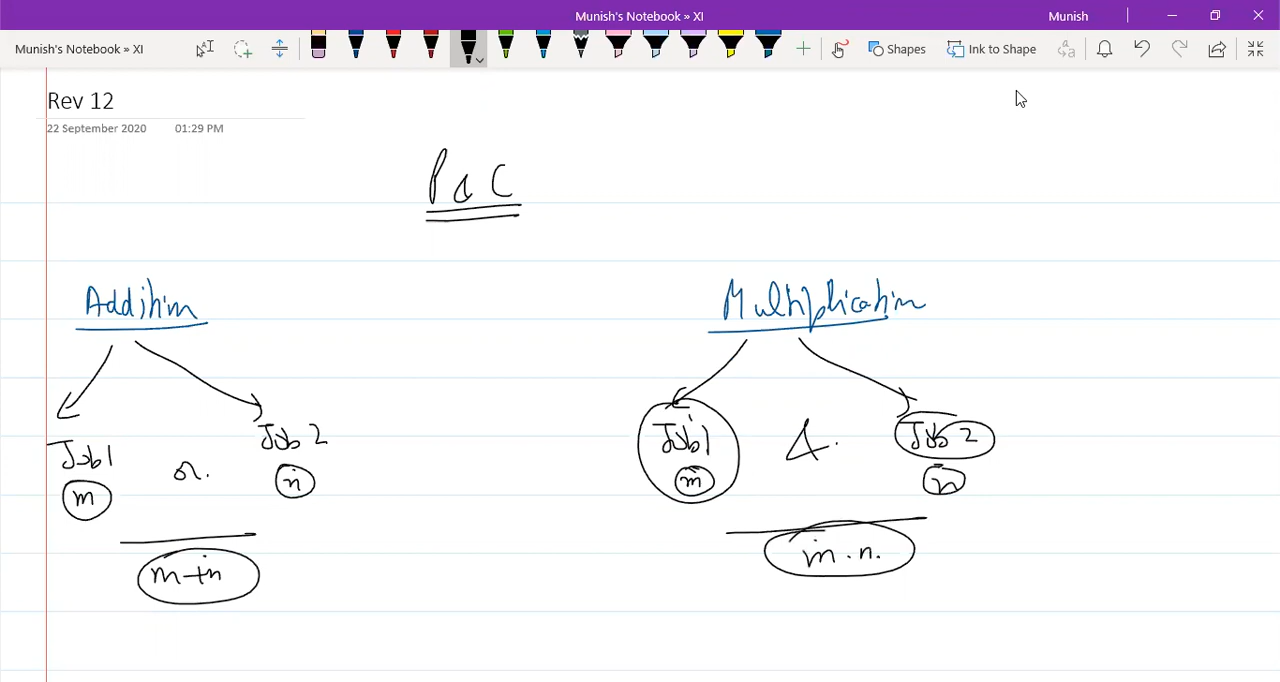 Munish's Notebook » XI
Munish
Munish's Notebook » XI
Shapes
Ink to Shape
Rev 12
22 September 2020 01:29 PM
P & C
Addition
Multiplication
Job 1 or Job 2
m n
m+n
Job 1 & Job 2
m n
m . n.